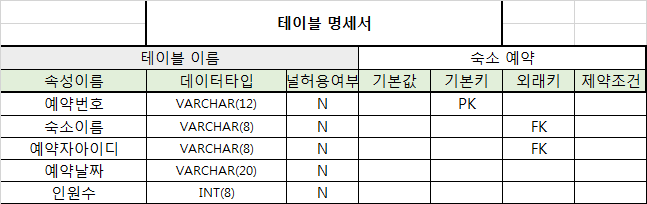 테이블 명세서
테이블 이름 숙소 예약
속성이름 데이터타입 널허용여부 기본값 기본키 외래키 제약조건
예약번호 VARCHAR(12) N PK
숙소이름 VARCHAR(8) N FK
예약자아이디 VARCHAR(8) N FK
예약날짜 VARCHAR(20) N
인원수 INT(8) N